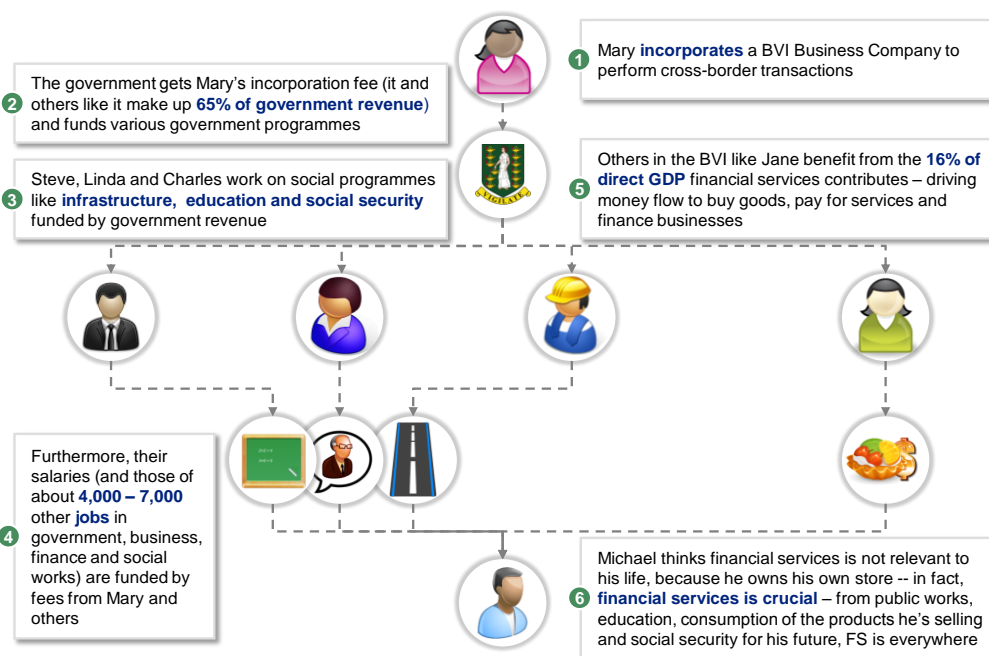 1
Mary incorporates a BVI Business Company to
perform cross-border transactions
2
The government gets Mary's incorporation fee (it and
others like it make up 65% of government revenue)
and funds various government programmes
VIGILATE
3
Steve, Linda and Charles work on social programmes
like infrastructure, education and social security
funded by government revenue
5
Others in the BVI like Jane benefit from the 16% of
direct GDP financial services contributes – driving
money flow to buy goods, pay for services and
finance businesses
4
Furthermore, their
salaries (and those of
about 4,000 – 7,000
other jobs in
government, business,
finance and social
works) are funded by
fees from Mary and
others
6
Michael thinks financial services is not relevant to
his life, because he owns his own store -- in fact,
financial services is crucial – from public works,
education, consumption of the products he's selling
and social security for his future, FS is everywhere